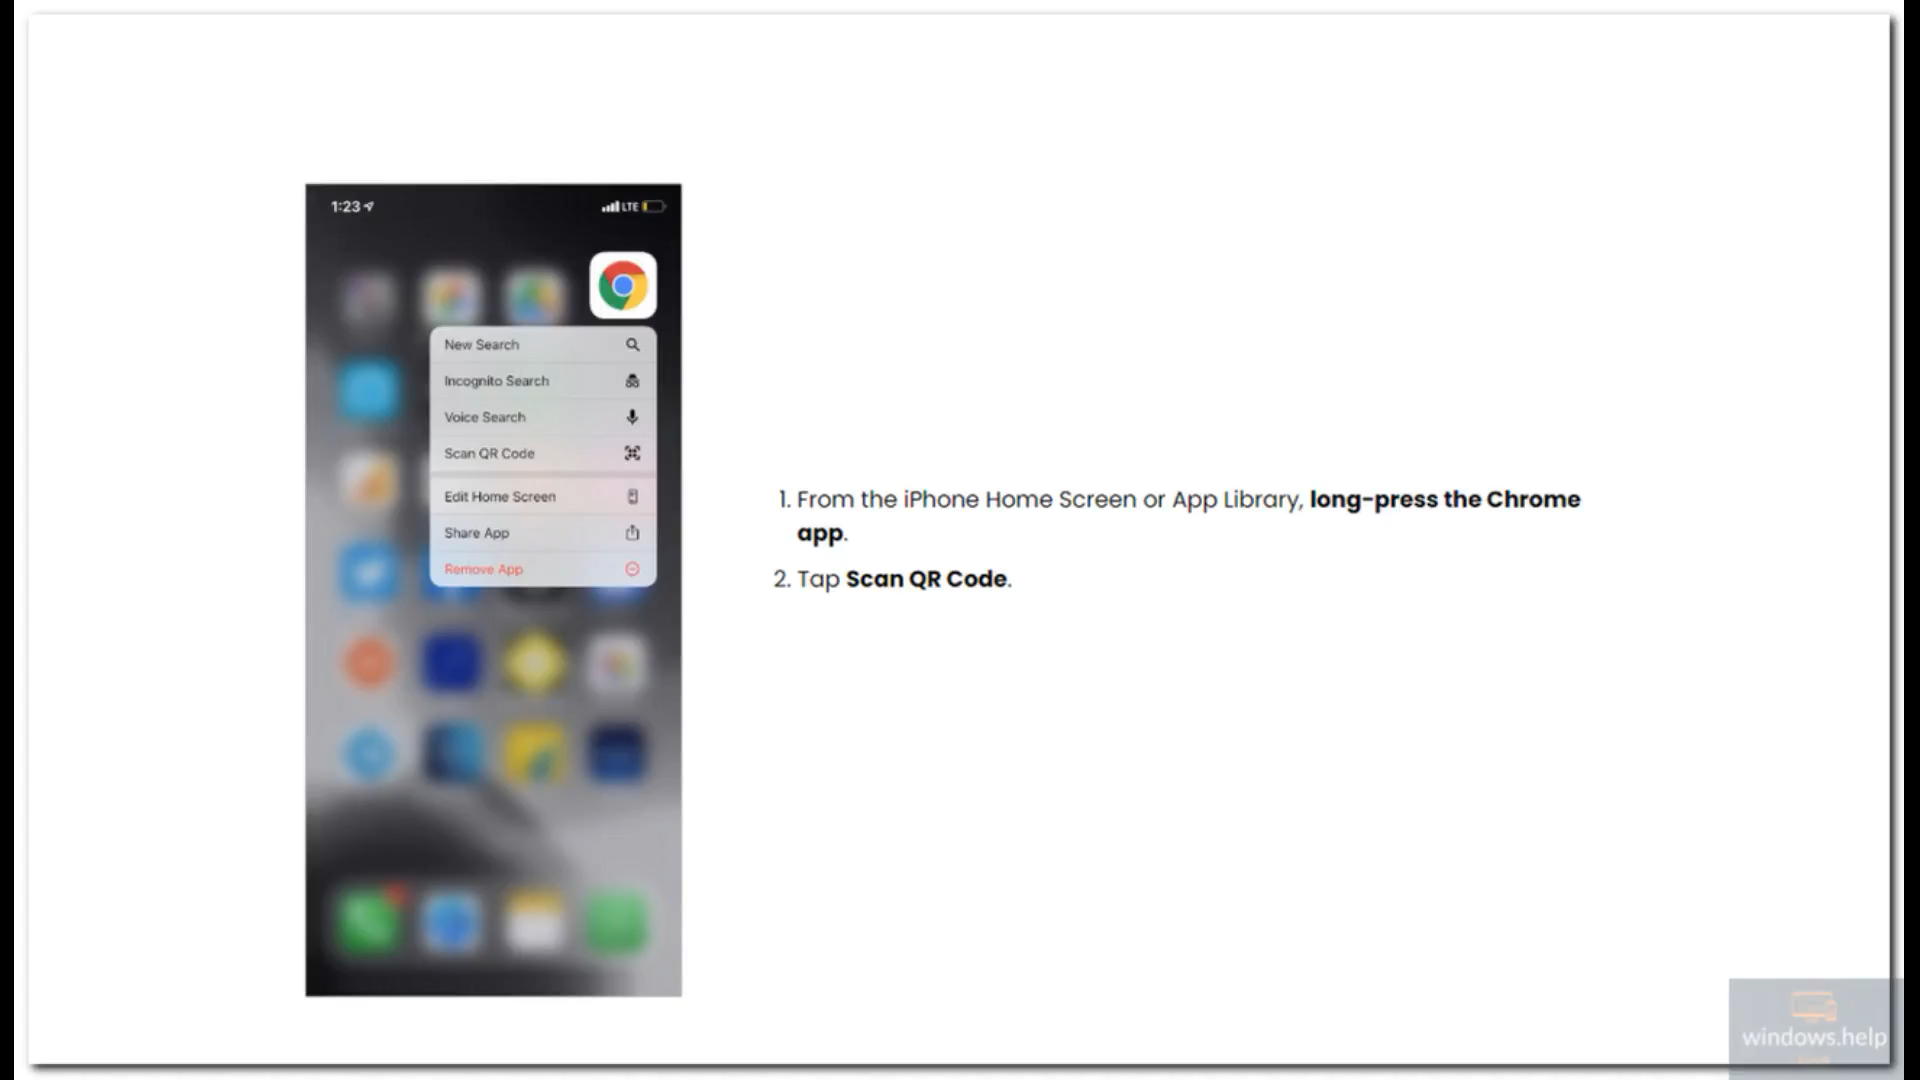 1:23
LTE
New Search
Incognito Search
Voice Search
Scan QR Code
Edit Home Screen
Share App
Remove App
1. From the iPhone Home Screen or App Library, long-press the Chrome
app.
2. Tap Scan QR Code.
windows.help